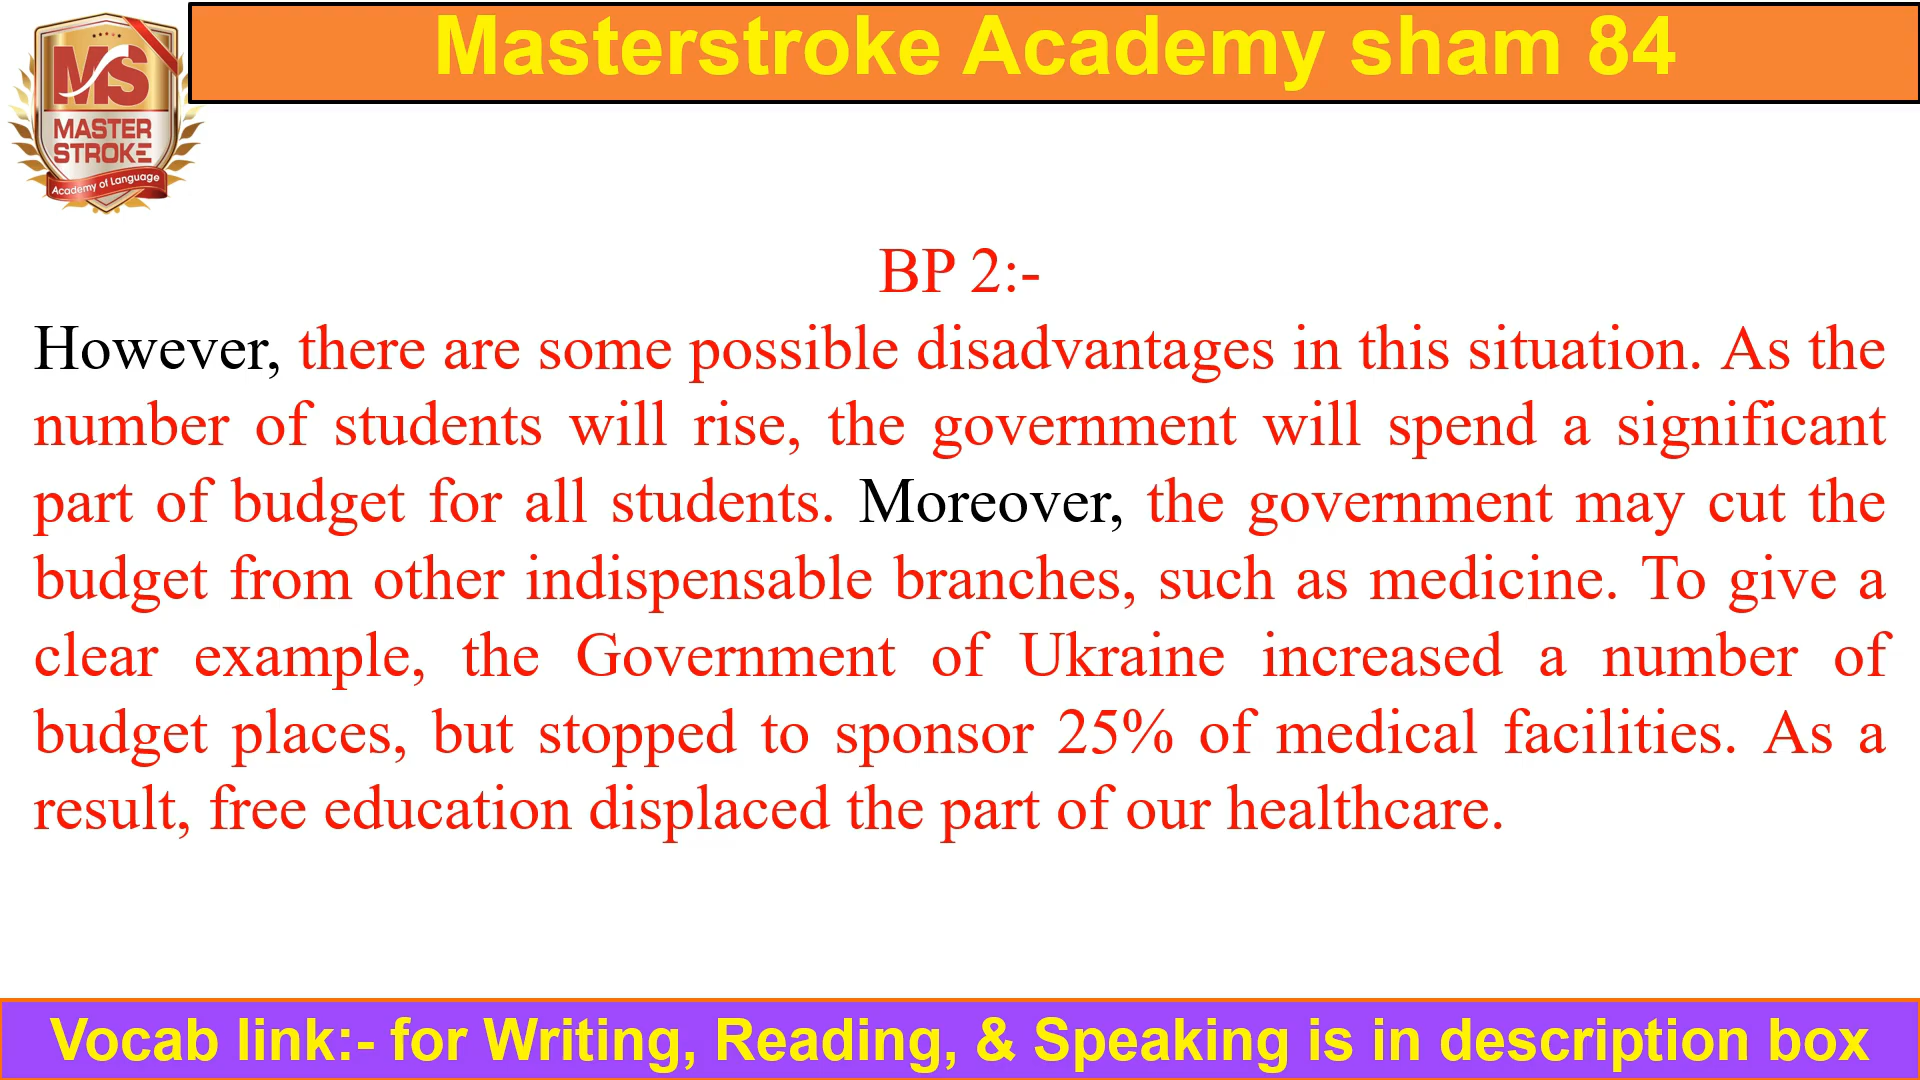 Masterstroke Academy sham 84
MS
MASTER
STROKE
Academy of Language
BP 2:-
However, there are some possible disadvantages in this situation. As the
number of students will rise, the government will spend a significant
part of budget for all students. Moreover, the government may cut the
budget from other indispensable branches, such as medicine. To give a
clear example, the Government of Ukraine increased a number of
budget places, but stopped to sponsor 25% of medical facilities. As a
result, free education displaced the part of our healthcare.
Vocab link:- for Writing, Reading, & Speaking is in description box